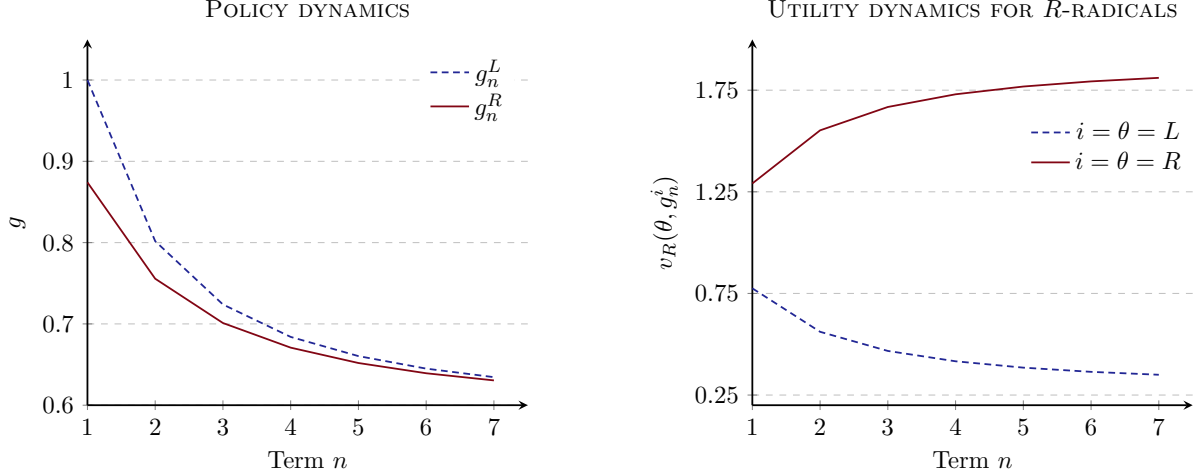 POLICY DYNAMICS
g_n^L
g_n^R
1
0.9
0.8
0.7
0.6
g
1 2 3 4 5 6 7
Term n
UTILITY DYNAMICS FOR R-RADICALS
i = θ = L
i = θ = R
1.75
1.25
0.75
0.25
v_R(θ, g_n^i)
1 2 3 4 5 6 7
Term n